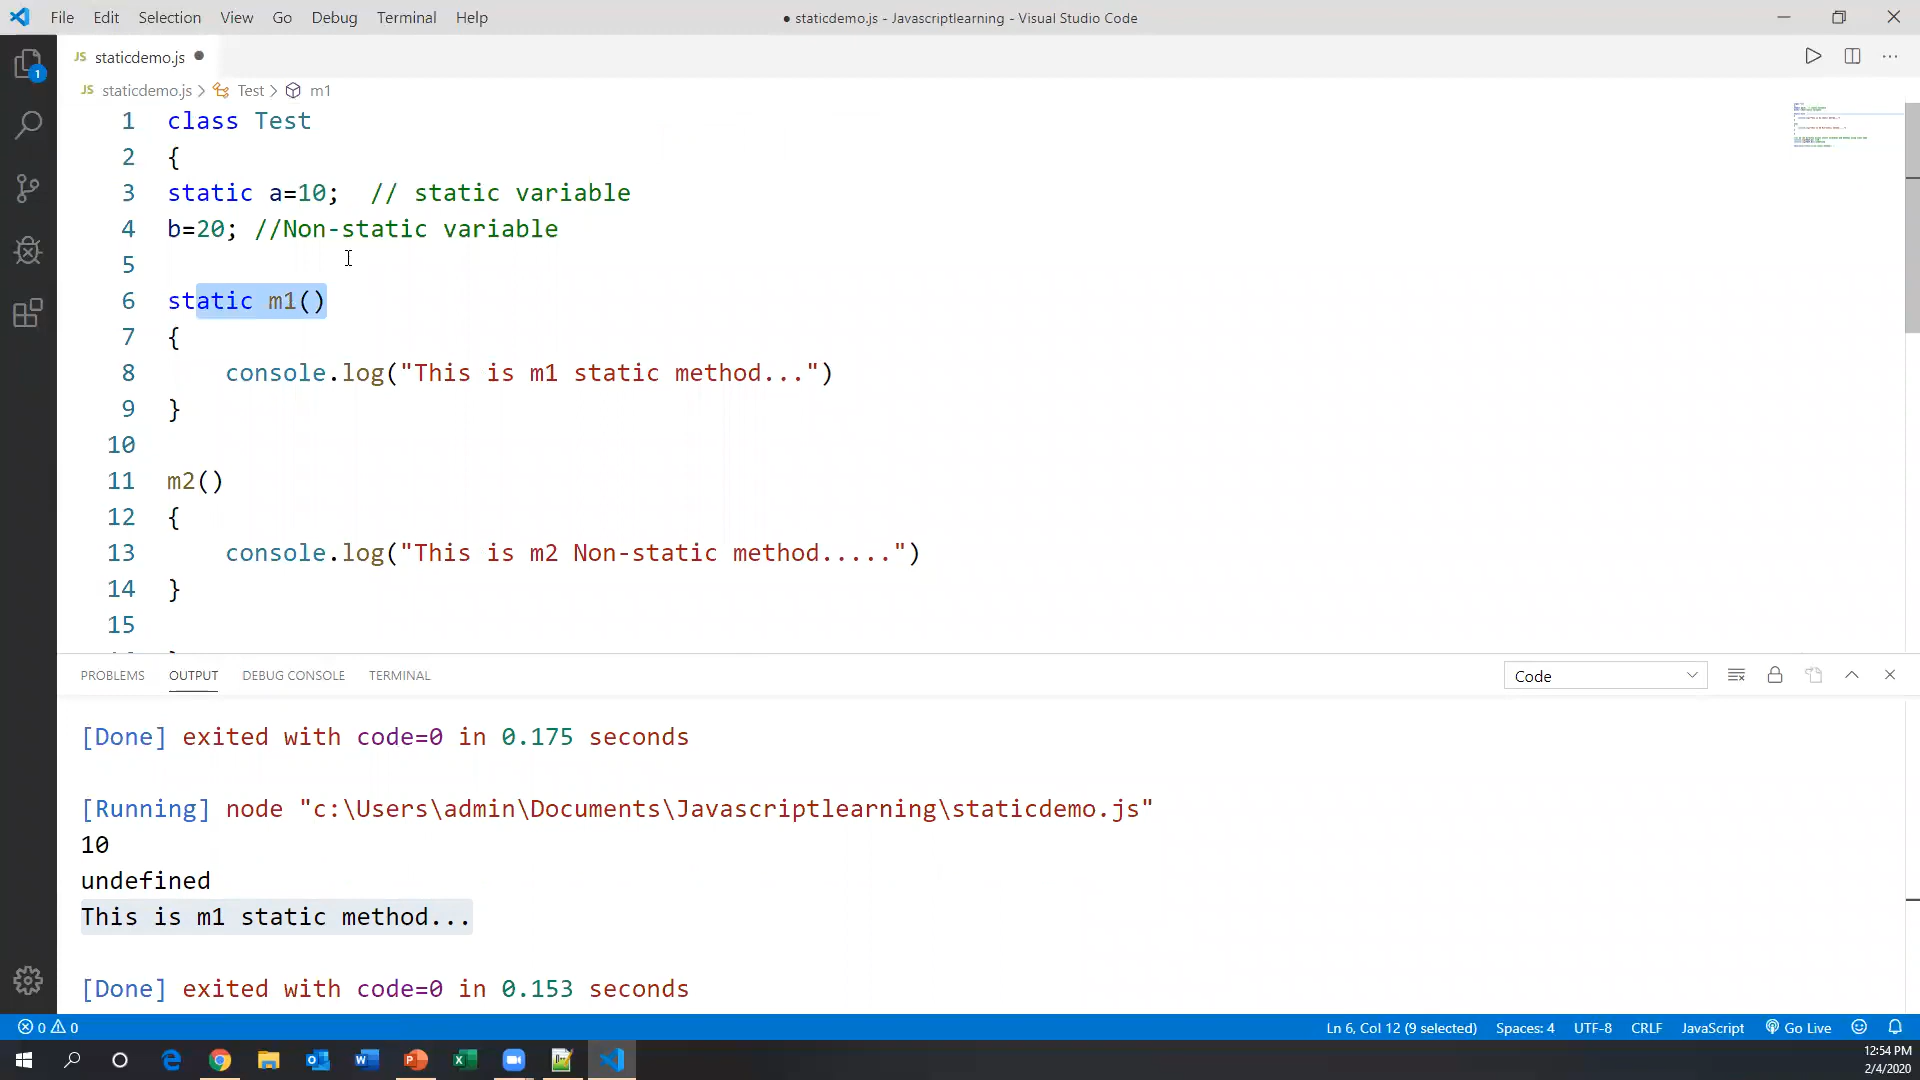 File Edit Selection View Go Debug Terminal Help
● staticdemo.js - Javascriptlearning - Visual Studio Code
JS staticdemo.js ●
JS staticdemo.js > Test > m1
1
1 class Test
2 {
3 static a=10;  // static variable
4 b=20; //Non-static variable
5
6 static m1()
7 {
8     console.log("This is m1 static method...")
9 }
10
11 m2()
12 {
13     console.log("This is m2 Non-static method.....")
14 }
15
PROBLEMS OUTPUT DEBUG CONSOLE TERMINAL Code
[Done] exited with code=0 in 0.175 seconds
[Running] node "c:\Users\admin\Documents\Javascriptlearning\staticdemo.js"
10
undefined
This is m1 static method...
[Done] exited with code=0 in 0.153 seconds
0 0 Ln 6, Col 12 (9 selected) Spaces: 4 UTF-8 CRLF JavaScript Go Live
12:54 PM
2/4/2020